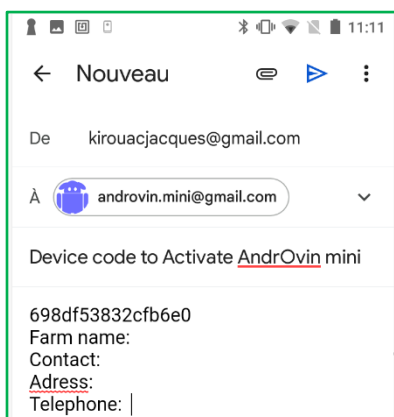 11:11
Nouveau
De kirouacjacques@gmail.com
À androvin.mini@gmail.com
Device code to Activate AndrOvin mini
698df53832cfb6e0
Farm name:
Contact:
Adress:
Telephone: